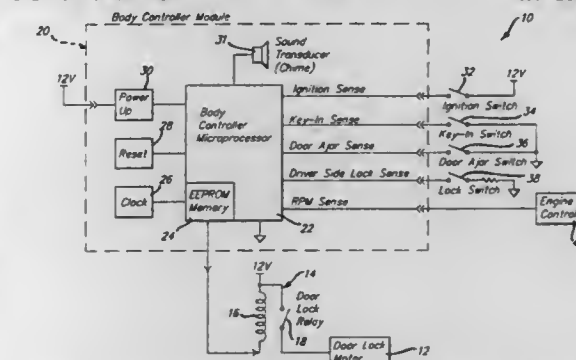 Body Controller Module
10
20
31
Sound
Transducer
(Chime)
12V
30
Power
Up
Body
Controller
Microprocessor
Ignition Sense
32
12V
Ignition Switch
34
Key-In Sense
Key-In Switch
28
Reset
36
Door Ajar Sense
Door Ajar Switch
38
Driver Side Lock Sense
Lock Switch
26
Clock
EEPROM
Memory
RPM Sense
Engine
Control
24
22
12V
14
Door
Lock
Relay
16
18
Door Lock
Motor
12